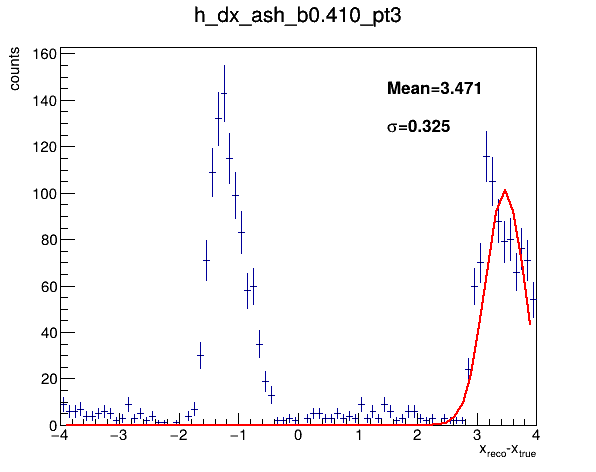 h_dx_ash_b0.410_pt3
counts
160
140
120
100
80
60
40
20
0
Mean=3.471
σ=0.325
−4 −3 −2 −1 0 1 2 3 4
x_reco-x_true